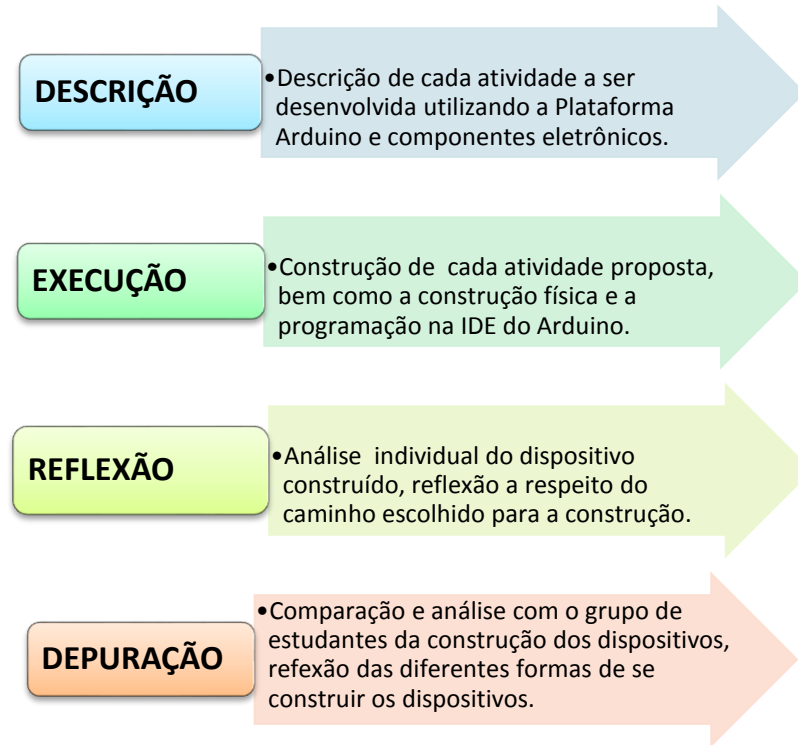 DESCRIÇÃO
•Descrição de cada atividade a ser
desenvolvida utilizando a Plataforma
Arduino e componentes eletrônicos.
EXECUÇÃO
•Construção de cada atividade proposta,
bem como a construção física e a
programação na IDE do Arduino.
REFLEXÃO
•Análise individual do dispositivo
construído, reflexão a respeito do
caminho escolhido para a construção.
DEPURAÇÃO
•Comparação e análise com o grupo de
estudantes da construção dos dispositivos,
refexão das diferentes formas de se
construir os dispositivos.